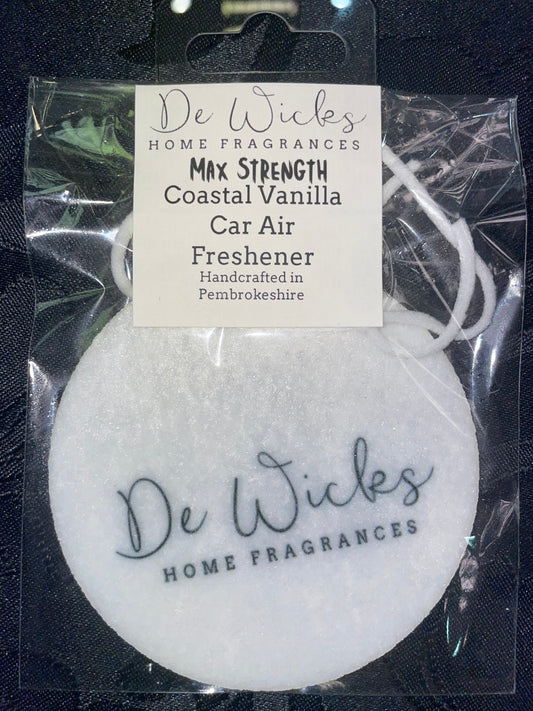 De Wicks
HOME FRAGRANCES
MAX STRENGTH
Coastal Vanilla
Car Air
Freshener
Handcrafted in
Pembrokeshire
De Wicks
HOME FRAGRANCES